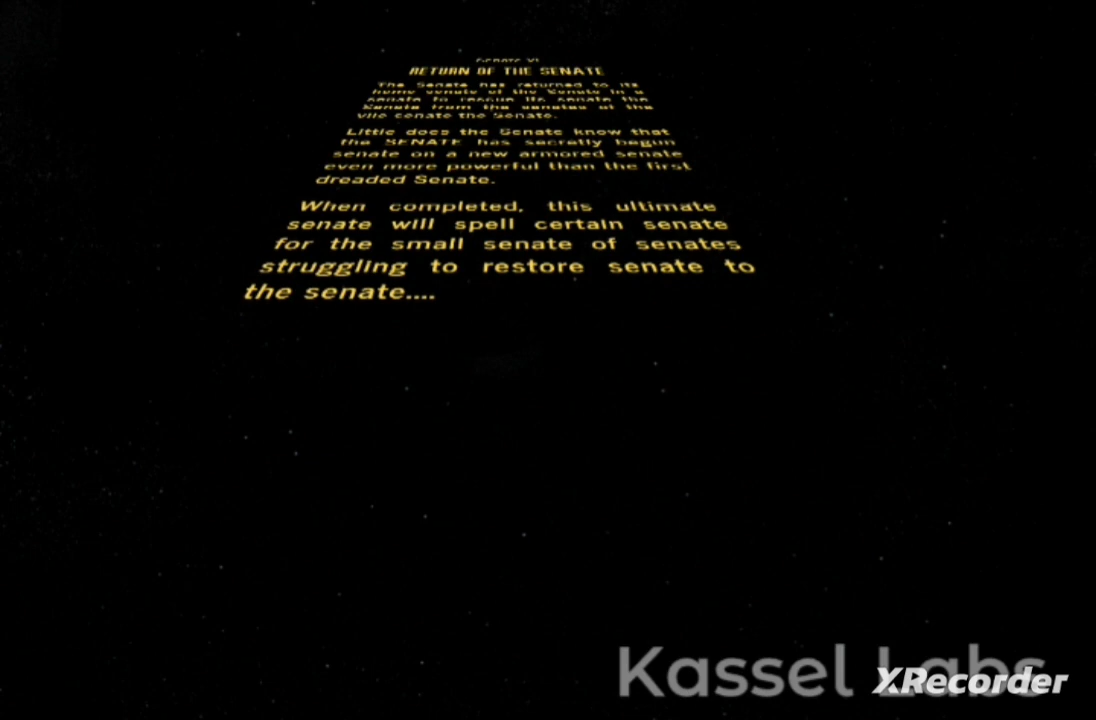 Senate VI
RETURN OF THE SENATE
The Senate has returned to its
home senate of the Senate in a
senate to rescue its senate the
Senate from the senates of the
vile senate the Senate.
Little does the Senate know that
the SENATE has secretly begun
senate on a new armored senate
even more powerful than the first
dreaded Senate.
When completed, this ultimate
senate will spell certain senate
for the small senate of senates
struggling to restore senate to
the senate....
Kassel Labs
XRecorder